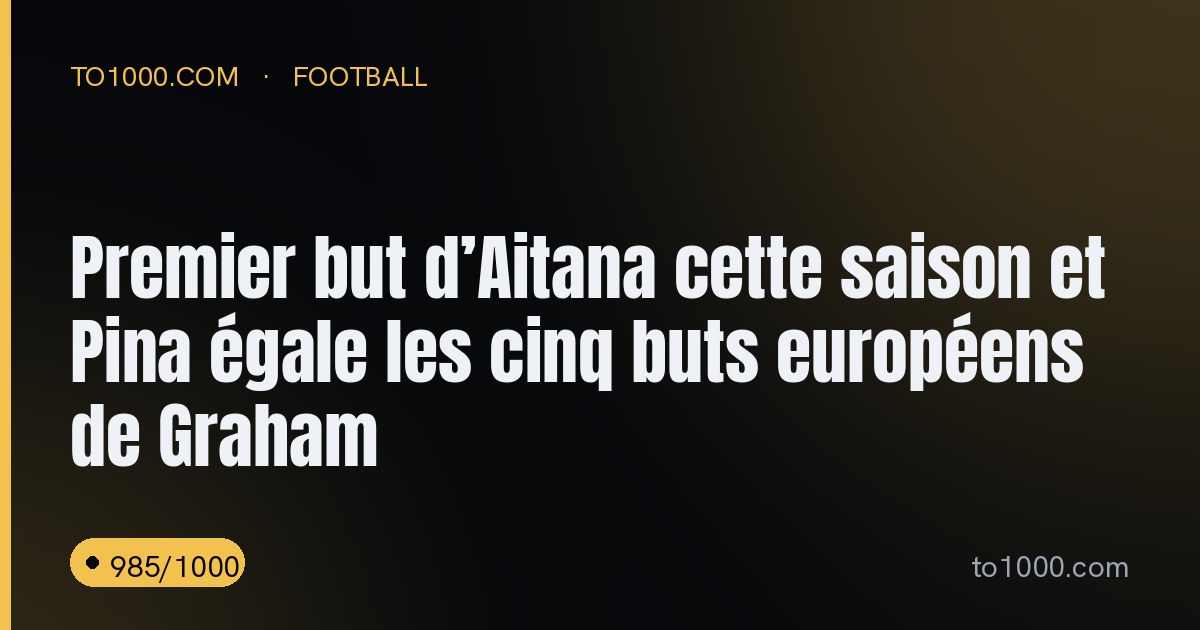 TO1000.COM · FOOTBALL
Premier but d’Aitana cette saison et
Pina égale les cinq buts européens
de Graham
985/1000
to1000.com